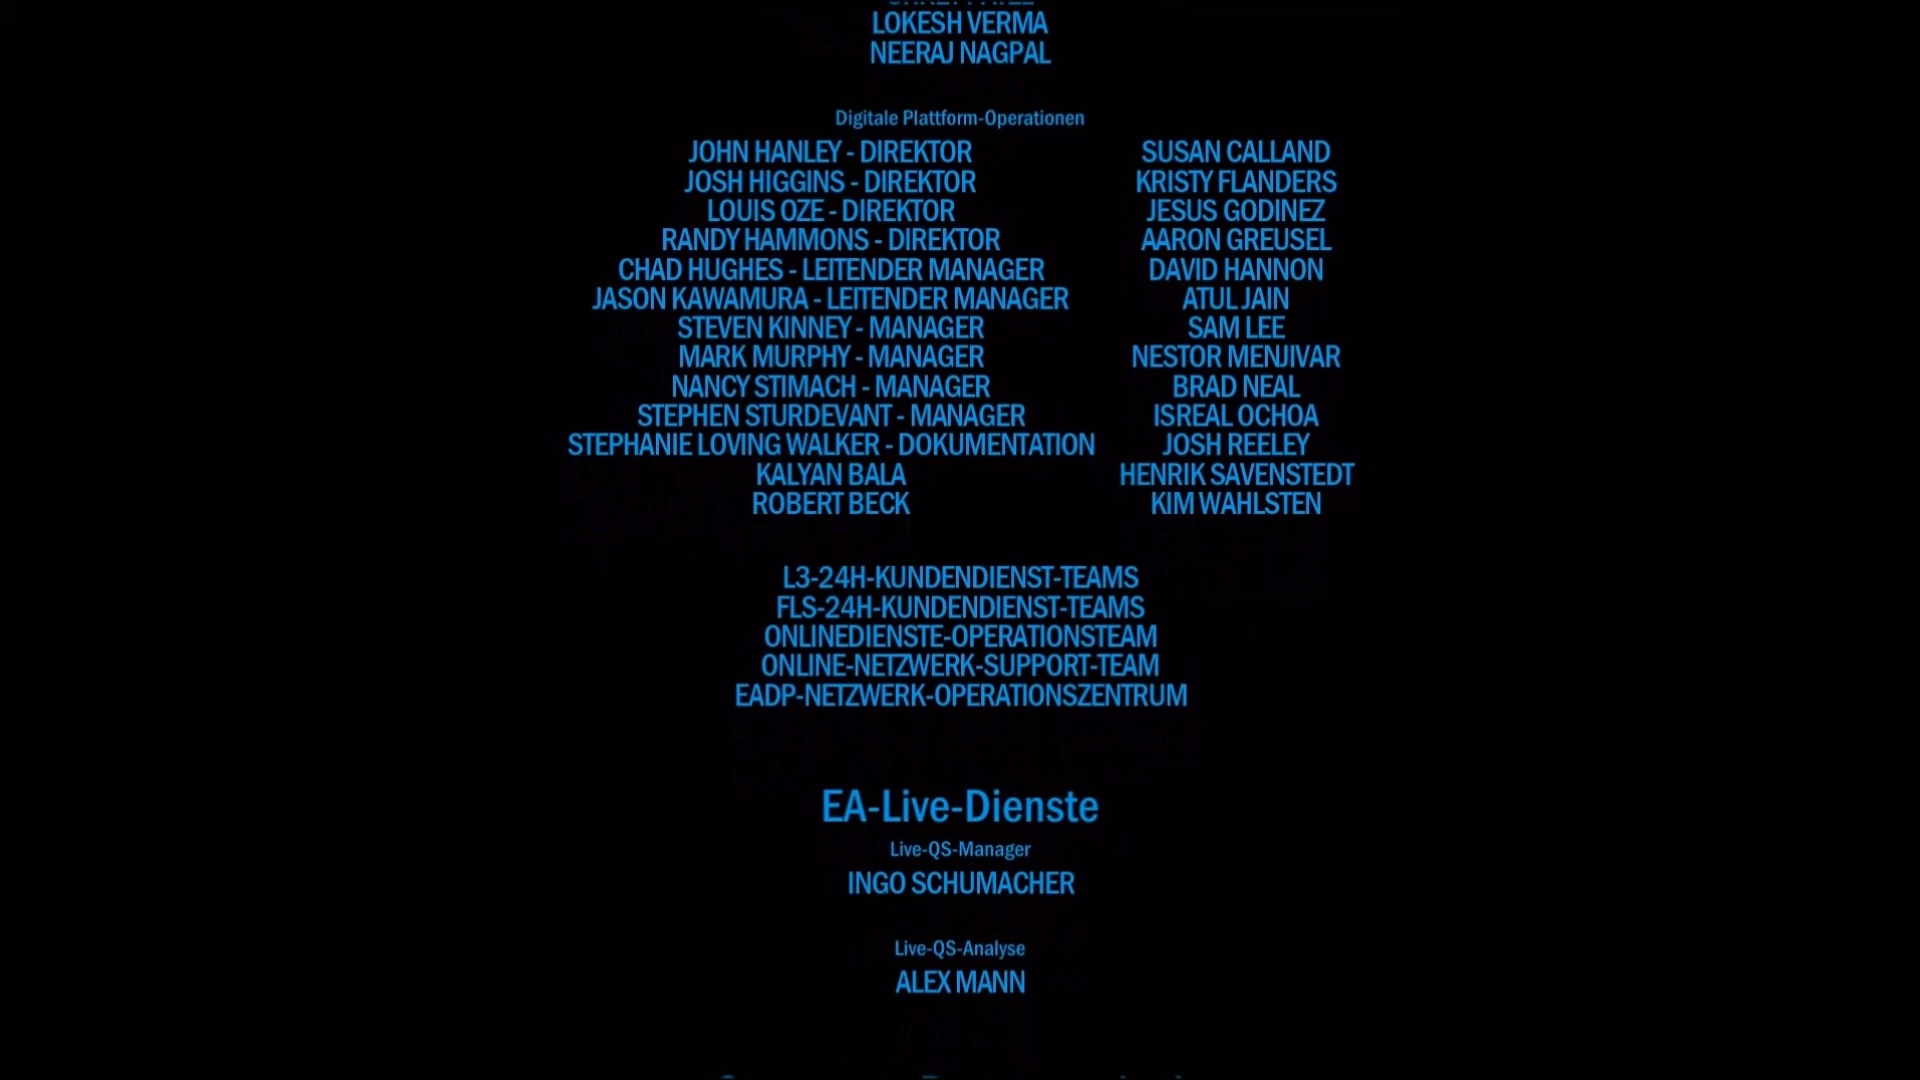 LOKESH VERMA
NEERAJ NAGPAL
Digitale Plattform-Operationen
JOHN HANLEY - DIREKTOR
JOSH HIGGINS - DIREKTOR
LOUIS OZE - DIREKTOR
RANDY HAMMONS - DIREKTOR
CHAD HUGHES - LEITENDER MANAGER
JASON KAWAMURA - LEITENDER MANAGER
STEVEN KINNEY - MANAGER
MARK MURPHY - MANAGER
NANCY STIMACH - MANAGER
STEPHEN STURDEVANT - MANAGER
STEPHANIE LOVING WALKER - DOKUMENTATION
KALYAN BALA
ROBERT BECK
SUSAN CALLAND
KRISTY FLANDERS
JESUS GODINEZ
AARON GREUSEL
DAVID HANNON
ATUL JAIN
SAM LEE
NESTOR MENJIVAR
BRAD NEAL
ISREAL OCHOA
JOSH REELEY
HENRIK SAVENSTEDT
KIM WAHLSTEN
L3-24H-KUNDENDIENST-TEAMS
FLS-24H-KUNDENDIENST-TEAMS
ONLINEDIENSTE-OPERATIONSTEAM
ONLINE-NETZWERK-SUPPORT-TEAM
EADP-NETZWERK-OPERATIONSZENTRUM
EA-Live-Dienste
Live-QS-Manager
INGO SCHUMACHER
Live-QS-Analyse
ALEX MANN